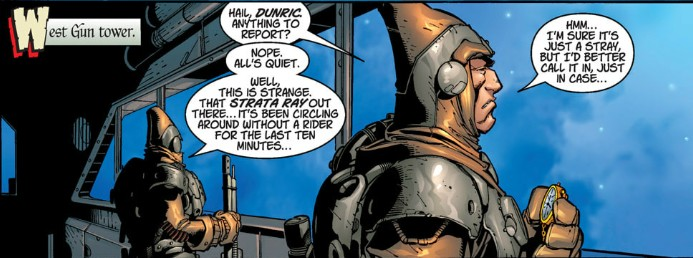 West Gun tower.
HAIL, DUNRIC.
ANYTHING TO
REPORT?
NOPE.
ALL'S QUIET.
WELL,
THIS IS STRANGE.
THAT STRATA RAY OUT
THERE... IT'S BEEN CIRCLING
AROUND WITHOUT A RIDER
FOR THE LAST TEN
MINUTES...
HMM...
I'M SURE IT'S
JUST A STRAY,
BUT I'D BETTER
CALL IT IN, JUST
IN CASE...